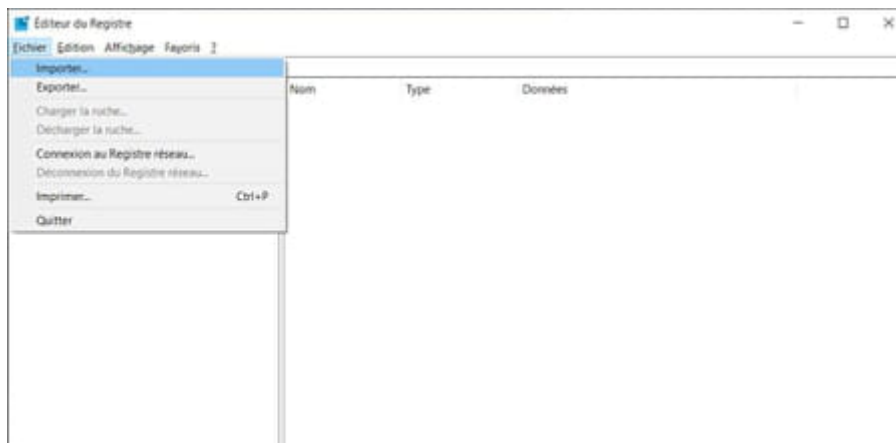 Éditeur du Registre
Fichier Edition Affichage Favoris ?
Importer...
Exporter...
Nom Type Données
Charger la ruche...
Décharger la ruche...
Connexion au Registre réseau...
Déconnexion du Registre réseau...
Imprimer... Ctrl+P
Quitter